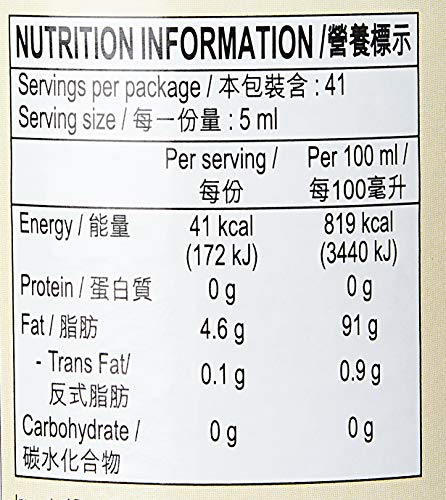 NUTRITION INFORMATION /營養標示
Servings per package / 本包裝含 : 41
Serving size / 每一份量 : 5 ml
Per serving / Per 100 ml /
每份 每100毫升
Energy / 能量 41 kcal 819 kcal
(172 kJ) (3440 kJ)
Protein / 蛋白質 0 g 0 g
Fat / 脂肪 4.6 g 91 g
- Trans Fat/ 0.1 g 0.9 g
反式脂肪
Carbohydrate / 0 g 0 g
碳水化合物